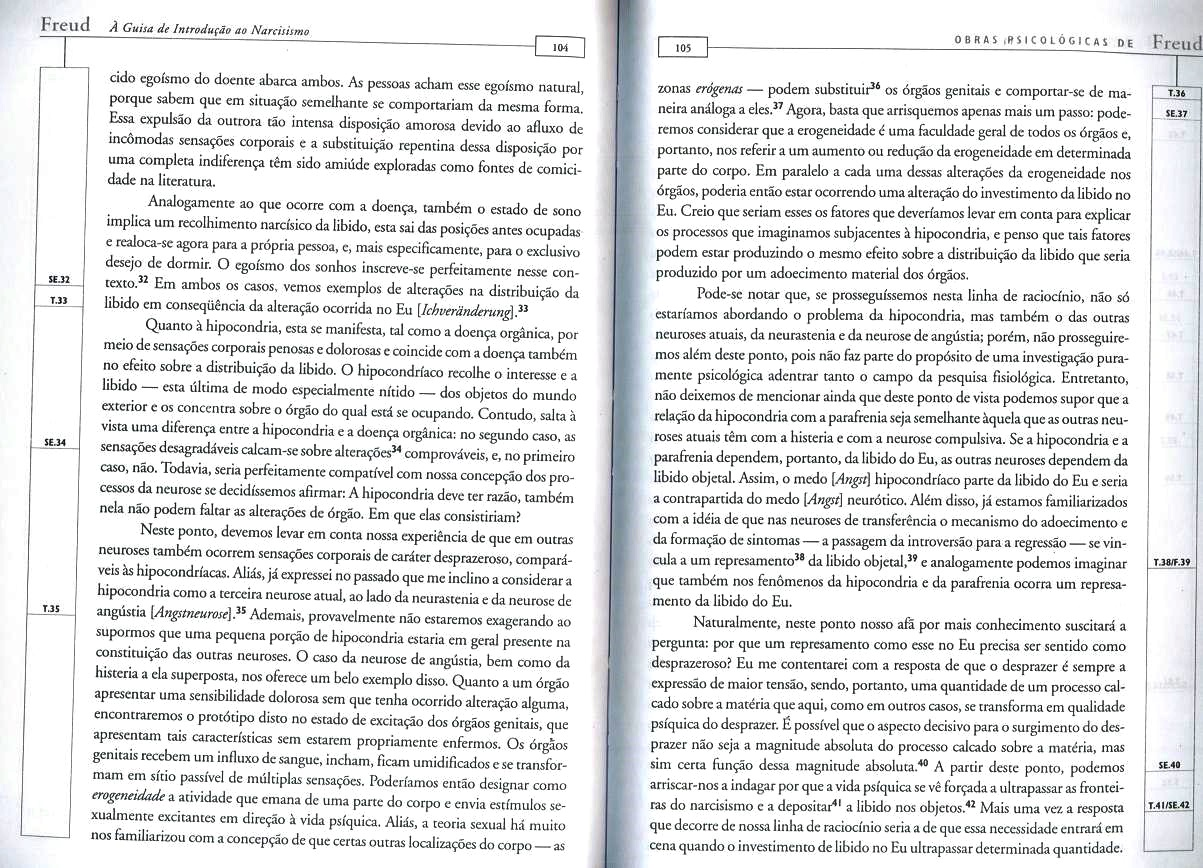 Freud À Guisa de Introdução ao Narcisismo
104
cido egoísmo do doente abarca ambos. As pessoas acham esse egoísmo natural,
porque sabem que em situação semelhante se comportariam da mesma forma.
Essa expulsão da outrora tão intensa disposição amorosa devido ao afluxo de
incômodas sensações corporais e a substituição repentina dessa disposição por
uma completa indiferença têm sido amiúde exploradas como fontes de comici-
dade na literatura.
Analogamente ao que ocorre com a doença, também o estado de sono
implica um recolhimento narcísico da libido, esta sai das posições antes ocupadas
e realoca-se agora para a própria pessoa, e, mais especificamente, para o exclusivo
desejo de dormir. O egoísmo dos sonhos inscreve-se perfeitamente nesse con-
SE.32
texto.32 Em ambos os casos, vemos exemplos de alterações na distribuição da
T.33
libido em conseqüência da alteração ocorrida no Eu [Ichveränderung].33
Quanto à hipocondria, esta se manifesta, tal como a doença orgânica, por
meio de sensações corporais penosas e dolorosas e coincide com a doença também
no efeito sobre a distribuição da libido. O hipocondríaco recolhe o interesse e a
libido — esta última de modo especialmente nítido — dos objetos do mundo
exterior e os concentra sobre o órgão do qual está se ocupando. Contudo, salta à
vista uma diferença entre a hipocondria e a doença orgânica: no segundo caso, as
SE.34
sensações desagradáveis calcam-se sobre alterações34 comprováveis, e, no primeiro
caso, não. Todavia, seria perfeitamente compatível com nossa concepção dos pro-
cessos da neurose se decidíssemos afirmar: A hipocondria deve ter razão, também
nela não podem faltar as alterações de órgão. Em que elas consistiriam?
Neste ponto, devemos levar em conta nossa experiência de que em outras
neuroses também ocorrem sensações corporais de caráter desprazeroso, compará-
veis às hipocondríacas. Aliás, já expressei no passado que me inclino a considerar a
hipocondria como a terceira neurose atual, ao lado da neurastenia e da neurose de
T.35
angústia [Angstneurose].35 Ademais, provavelmente não estaremos exagerando ao
supormos que uma pequena porção de hipocondria estaria em geral presente na
constituição das outras neuroses. O caso da neurose de angústia, bem como da
histeria a ela superposta, nos oferece um belo exemplo disso. Quanto a um órgão
apresentar uma sensibilidade dolorosa sem que tenha ocorrido alteração alguma,
encontraremos o protótipo disto no estado de excitação dos órgãos genitais, que
apresentam tais características sem estarem propriamente enfermos. Os órgãos
genitais recebem um influxo de sangue, incham, ficam umidificados e se transfor-
mam em sítio passível de múltiplas sensações. Poderíamos então designar como
erogeneidade a atividade que emana de uma parte do corpo e envia estímulos se-
xualmente excitantes em direção à vida psíquica. Aliás, a teoria sexual há muito
nos familiarizou com a concepção de que certas outras localizações do corpo — as
105
OBRAS PSICOLÓGICAS DE Freud
T.36
zonas erógenas — podem substituir36 os órgãos genitais e comportar-se de ma-
SE.37
neira análoga a eles.37 Agora, basta que arrisquemos apenas mais um passo: pode-
remos considerar que a erogeneidade é uma faculdade geral de todos os órgãos e,
portanto, nos referir a um aumento ou redução da erogeneidade em determinada
parte do corpo. Em paralelo a cada uma dessas alterações da erogeneidade nos
órgãos, poderia então estar ocorrendo uma alteração do investimento da libido no
Eu. Creio que seriam esses os fatores que deveríamos levar em conta para explicar
os processos que imaginamos subjacentes à hipocondria, e penso que tais fatores
podem estar produzindo o mesmo efeito sobre a distribuição da libido que seria
produzido por um adoecimento material dos órgãos.
Pode-se notar que, se prosseguíssemos nesta linha de raciocínio, não só
estaríamos abordando o problema da hipocondria, mas também o das outras
neuroses atuais, da neurastenia e da neurose de angústia; porém, não prosseguire-
mos além deste ponto, pois não faz parte do propósito de uma investigação pura-
mente psicológica adentrar tanto o campo da pesquisa fisiológica. Entretanto,
não deixemos de mencionar ainda que deste ponto de vista podemos supor que a
relação da hipocondria com a parafrenia seja semelhante àquela que as outras neu-
roses atuais têm com a histeria e com a neurose compulsiva. Se a hipocondria e a
parafrenia dependem, portanto, da libido do Eu, as outras neuroses dependem da
libido objetal. Assim, o medo [Angst] hipocondríaco parte da libido do Eu e seria
a contrapartida do medo [Angst] neurótico. Além disso, já estamos familiarizados
com a idéia de que nas neuroses de transferência o mecanismo do adoecimento e
da formação de sintomas — a passagem da introversão para a regressão — se vin-
T.38/F.39
cula a um represamento38 da libido objetal,39 e analogamente podemos imaginar
que também nos fenômenos da hipocondria e da parafrenia ocorra um represa-
mento da libido do Eu.
Naturalmente, neste ponto nosso afã por mais conhecimento suscitará a
pergunta: por que um represamento como esse no Eu precisa ser sentido como
desprazeroso? Eu me contentarei com a resposta de que o desprazer é sempre a
expressão de maior tensão, sendo, portanto, uma quantidade de um processo cal-
cado sobre a matéria que aqui, como em outros casos, se transforma em qualidade
psíquica do desprazer. É possível que o aspecto decisivo para o surgimento do des-
prazer não seja a magnitude absoluta do processo calcado sobre a matéria, mas
SE.40
sim certa função dessa magnitude absoluta.40 A partir deste ponto, podemos
arriscar-nos a indagar por que a vida psíquica se vê forçada a ultrapassar as frontei-
T.41/SE.42
ras do narcisismo e a depositar41 a libido nos objetos.42 Mais uma vez a resposta
que decorre de nossa linha de raciocínio seria a de que essa necessidade entrará em
cena quando o investimento de libido no Eu ultrapassar determinada quantidade.